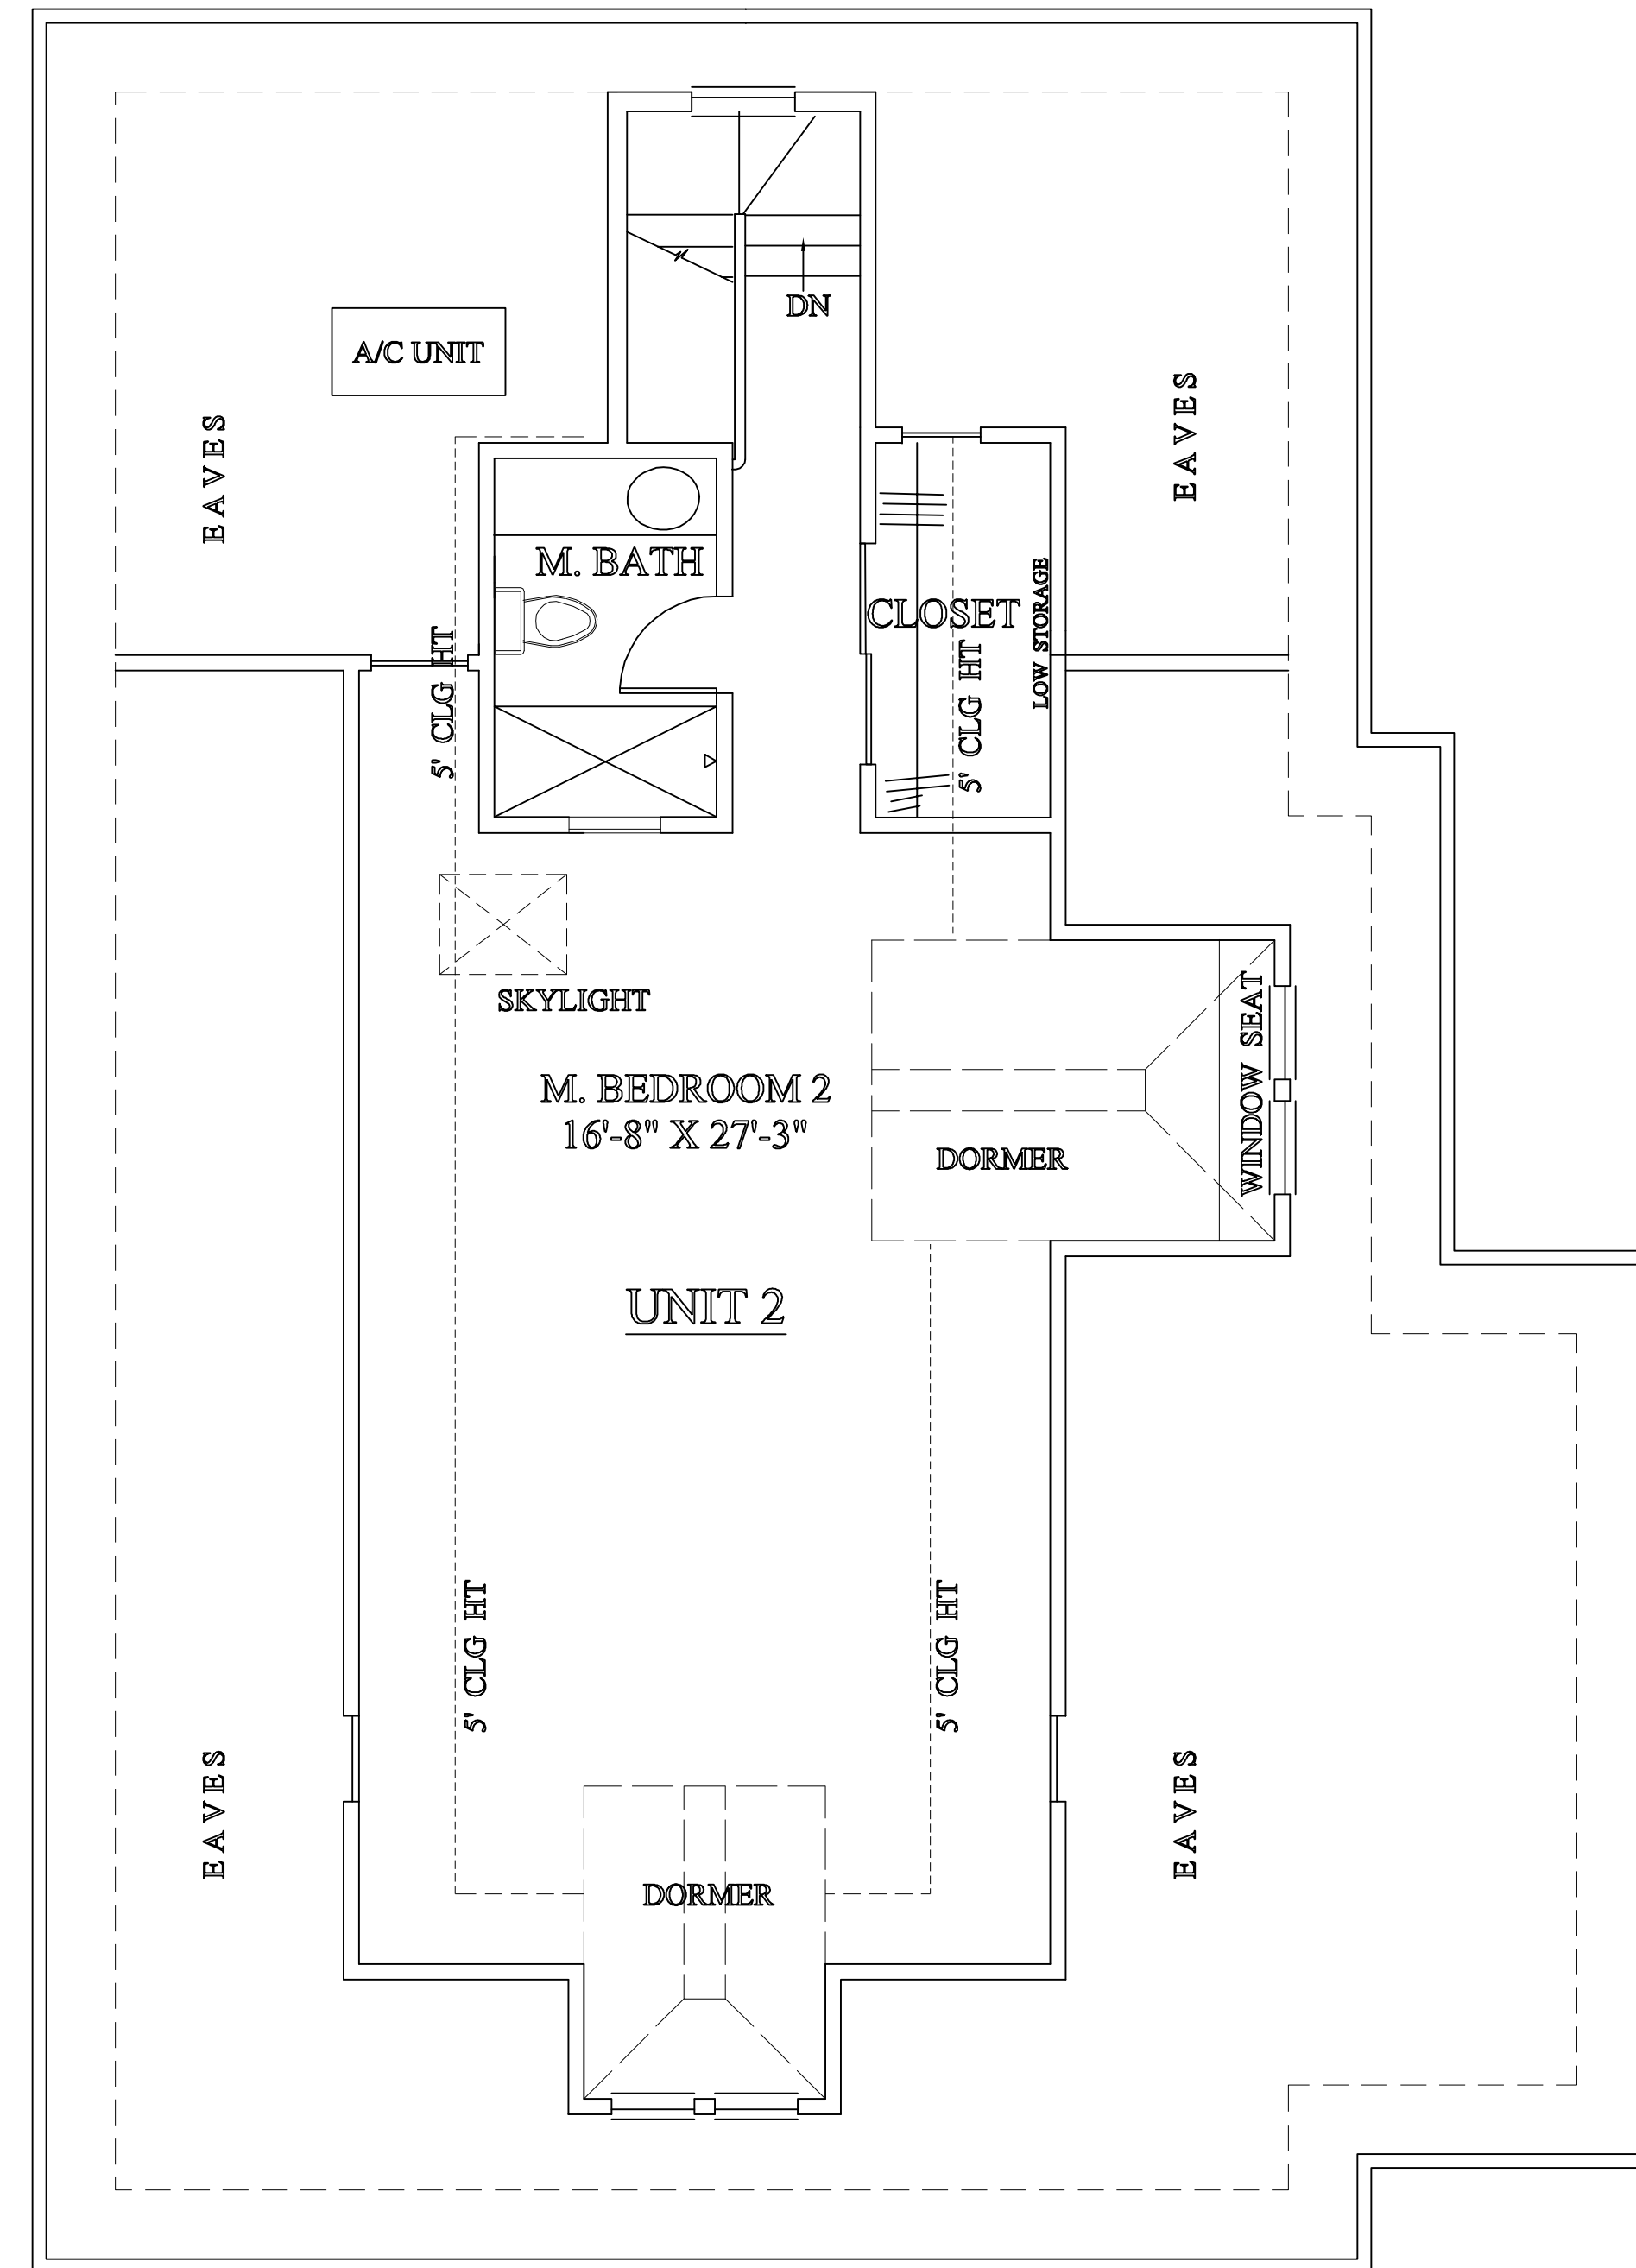 DN
A/C UNIT
EAVES
EAVES
M. BATH
CLOSET
LOW STORAGE
5' CLG HT
5' CLG HT
SKYLIGHT
WINDOW SEAT
M. BEDROOM 2
16'-8" X 27'-3"
DORMER
UNIT 2
5' CLG HT
5' CLG HT
EAVES
EAVES
DORMER